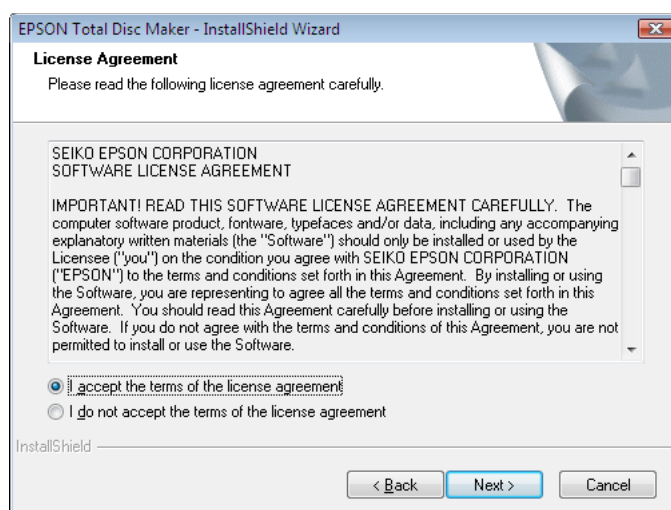 EPSON Total Disc Maker - InstallShield Wizard
License Agreement
Please read the following license agreement carefully.
SEIKO EPSON CORPORATION
SOFTWARE LICENSE AGREEMENT
IMPORTANT! READ THIS SOFTWARE LICENSE AGREEMENT CAREFULLY. The
computer software product, fontware, typefaces and/or data, including any accompanying
explanatory written materials (the "Software") should only be installed or used by the
Licensee ("you") on the condition you agree with SEIKO EPSON CORPORATION
("EPSON") to the terms and conditions set forth in this Agreement. By installing or using
the Software, you are representing to agree all the terms and conditions set forth in this
Agreement. You should read this Agreement carefully before installing or using the
Software. If you do not agree with the terms and conditions of this Agreement, you are not
permitted to install or use the Software.
I accept the terms of the license agreement
I do not accept the terms of the license agreement
InstallShield
< Back Next > Cancel